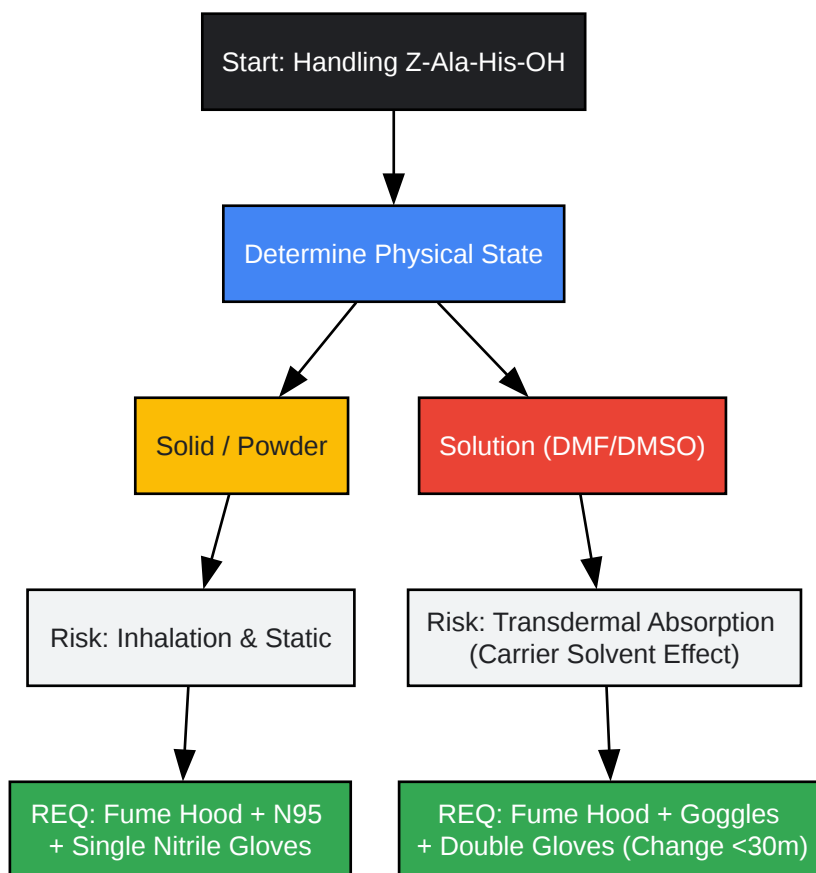 Start: Handling Z-Ala-His-OH
Determine Physical State
Solid / Powder
Solution (DMF/DMSO)
Risk: Inhalation & Static
Risk: Transdermal Absorption
(Carrier Solvent Effect)
REQ: Fume Hood + N95
+ Single Nitrile Gloves
REQ: Fume Hood + Goggles
+ Double Gloves (Change <30m)